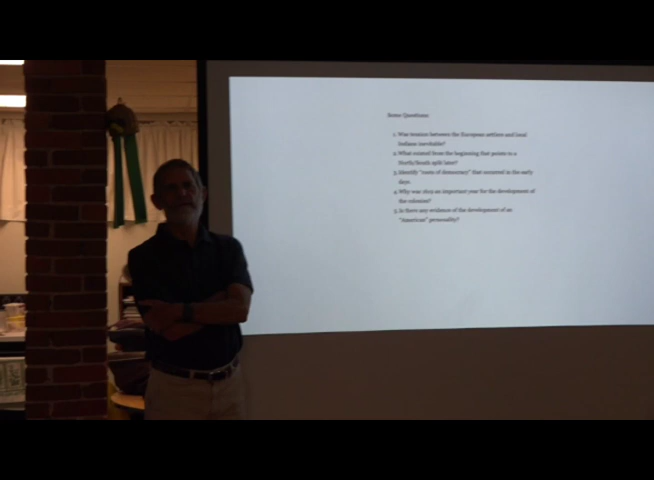 Some Questions:
1. Was tension between the European settlers and local
Indians inevitable?
2. What existed from the beginning that points to a
North/South split later?
3. Identify "roots of democracy" that occurred in the early
days.
4. Why was 1619 an important year for the development of
the colonies?
5. Is there any evidence of the development of an
"American" personality?